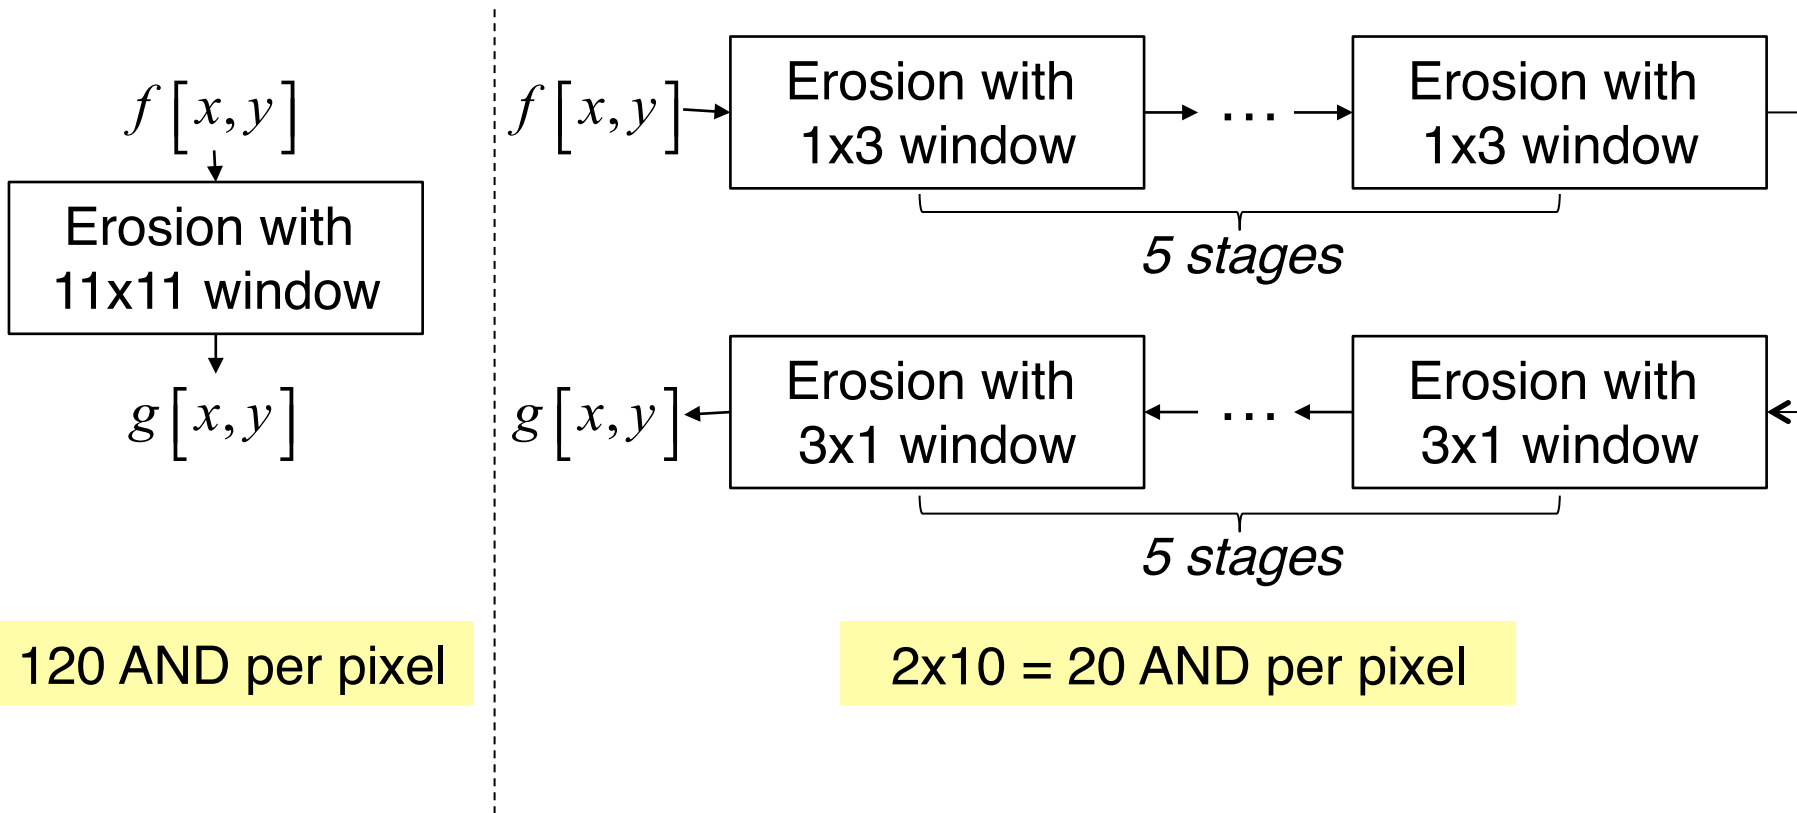 f[x,y]
Erosion with
11x11 window
g[x,y]
120 AND per pixel
f[x,y]
Erosion with
1x3 window
...
Erosion with
1x3 window
5 stages
g[x,y]
Erosion with
3x1 window
...
Erosion with
3x1 window
5 stages
2x10 = 20 AND per pixel